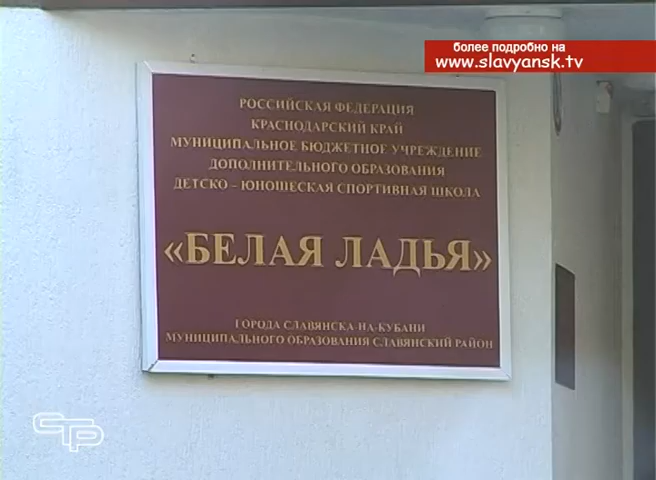 более подробно на
www.slavyansk.tv
РОССИЙСКАЯ ФЕДЕРАЦИЯ
КРАСНОДАРСКИЙ КРАЙ
МУНИЦИПАЛЬНОЕ БЮДЖЕТНОЕ УЧРЕЖДЕНИЕ
ДОПОЛНИТЕЛЬНОГО ОБРАЗОВАНИЯ
ДЕТСКО – ЮНОШЕСКАЯ СПОРТИВНАЯ ШКОЛА
«БЕЛАЯ ЛАДЬЯ»
ГОРОДА СЛАВЯНСКА-НА-КУБАНИ
МУНИЦИПАЛЬНОГО ОБРАЗОВАНИЯ СЛАВЯНСКИЙ РАЙОН
СТР